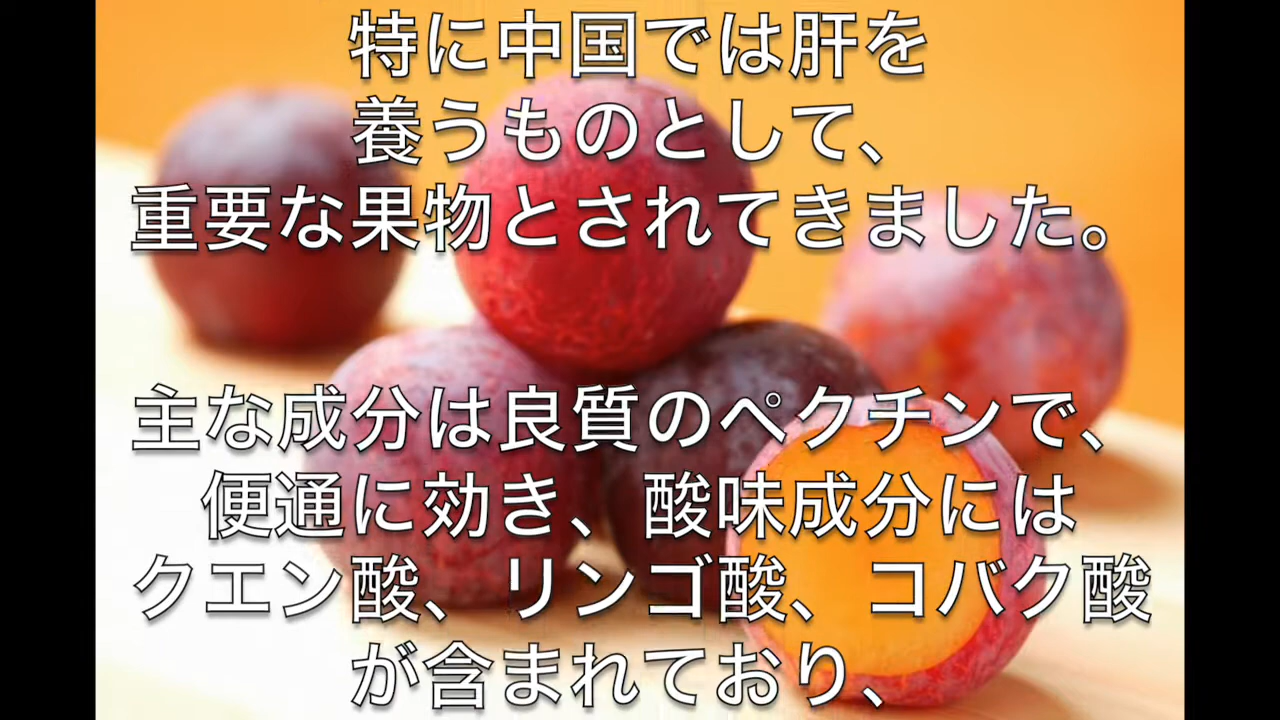 特に中国では肝を
養うものとして、
重要な果物とされてきました。
主な成分は良質のペクチンで、
便通に効き、酸味成分には
クエン酸、リンゴ酸、コバク酸
が含まれており、